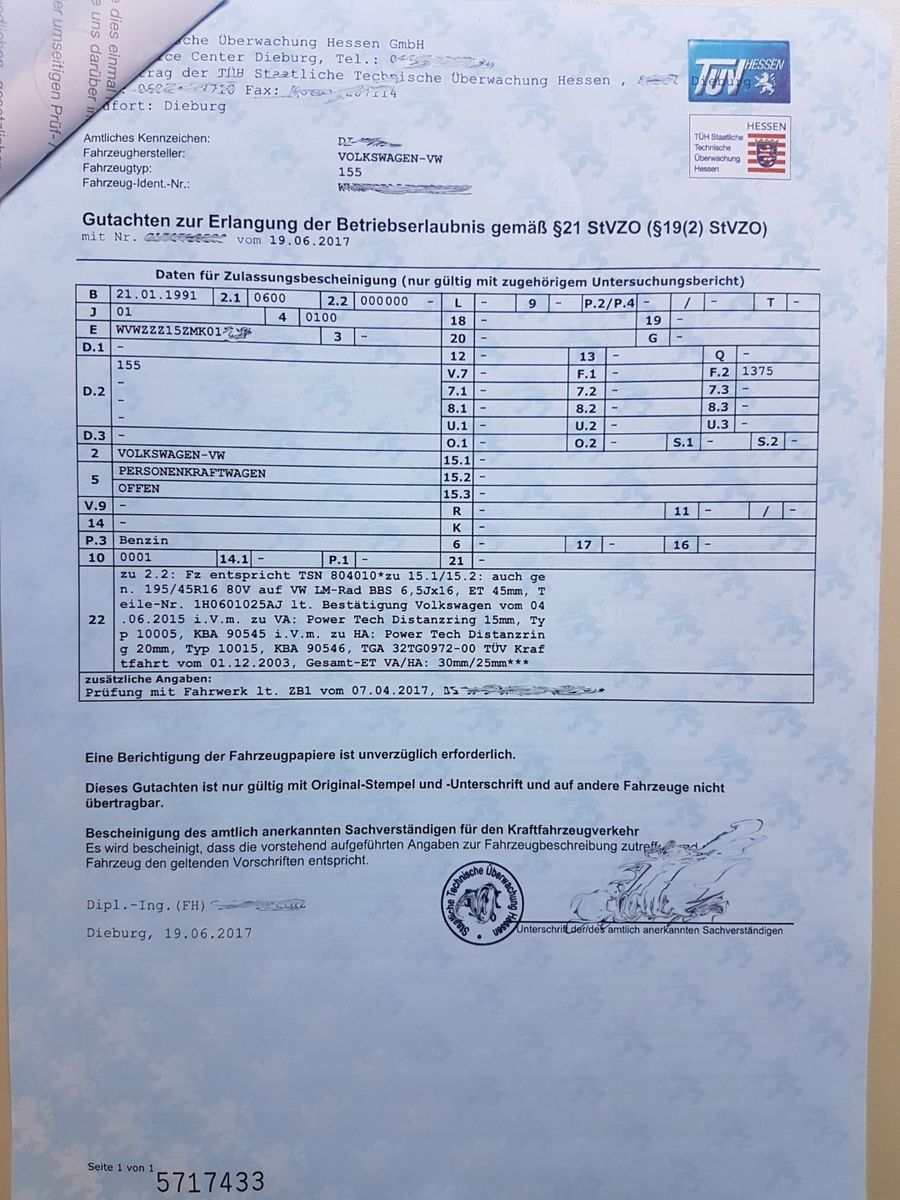 sche Überwachung Hessen GmbH
ce Center Dieburg, Tel.:
trag der TÜH Staatliche Technische Überwachung Hessen , Dieburg
Fax:
dfort: Dieburg
TÜV HESSEN
HESSEN
TÜH Staatliche
Technische
Überwachung
Hessen
dies einmal
uns darüber
umseitigen Prüf-
Amtliches Kennzeichen:
Fahrzeughersteller: VOLKSWAGEN-VW
Fahrzeugtyp: 155
Fahrzeug-Ident.-Nr.:
Gutachten zur Erlangung der Betriebserlaubnis gemäß §21 StVZO (§19(2) StVZO)
mit Nr. vom 19.06.2017
Daten für Zulassungsbescheinigung (nur gültig mit zugehörigem Untersuchungsbericht)
B 21.01.1991 2.1 0600 2.2 000000 - L - 9 - P.2/P.4 - / - T -
J 01 4 0100 18 - 19 -
E WVWZZZ15ZMK01 3 - 20 - G -
D.1 - 12 - 13 - Q -
D.2 155 V.7 - F.1 - F.2 1375
- 7.1 - 7.2 - 7.3 -
- 8.1 - 8.2 - 8.3 -
- U.1 - U.2 - U.3 -
D.3 - O.1 - O.2 - S.1 - S.2 -
2 VOLKSWAGEN-VW 15.1 -
5 PERSONENKRAFTWAGEN 15.2 -
OFFEN 15.3 -
V.9 - R - 11 - / -
14 - K -
P.3 Benzin 6 - 17 - 16 -
10 0001 14.1 - P.1 - 21 -
22 zu 2.2: Fz entspricht TSN 804010*zu 15.1/15.2: auch ge
n. 195/45R16 80V auf VW LM-Rad BBS 6,5Jx16, ET 45mm, T
eile-Nr. 1H0601025AJ lt. Bestätigung Volkswagen vom 04
.06.2015 i.V.m. zu VA: Power Tech Distanzring 15mm, Ty
p 10005, KBA 90545 i.V.m. zu HA: Power Tech Distanzrin
g 20mm, Typ 10015, KBA 90546, TGA 32TG0972-00 TÜV Kraf
tfahrt vom 01.12.2003, Gesamt-ET VA/HA: 30mm/25mm***
zusätzliche Angaben:
Prüfung mit Fahrwerk lt. ZB1 vom 07.04.2017,
Eine Berichtigung der Fahrzeugpapiere ist unverzüglich erforderlich.
Dieses Gutachten ist nur gültig mit Original-Stempel und -Unterschrift und auf andere Fahrzeuge nicht
übertragbar.
Bescheinigung des amtlich anerkannten Sachverständigen für den Kraftfahrzeugverkehr
Es wird bescheinigt, dass die vorstehend aufgeführten Angaben zur Fahrzeugbeschreibung
Fahrzeug den geltenden Vorschriften entspricht.
Dipl.-Ing.(FH)
Staatliche Technische Überwachung Hessen
Unterschrift der/des amtlich anerkannten Sachverständigen
Dieburg, 19.06.2017
Seite 1 von 1
5717433